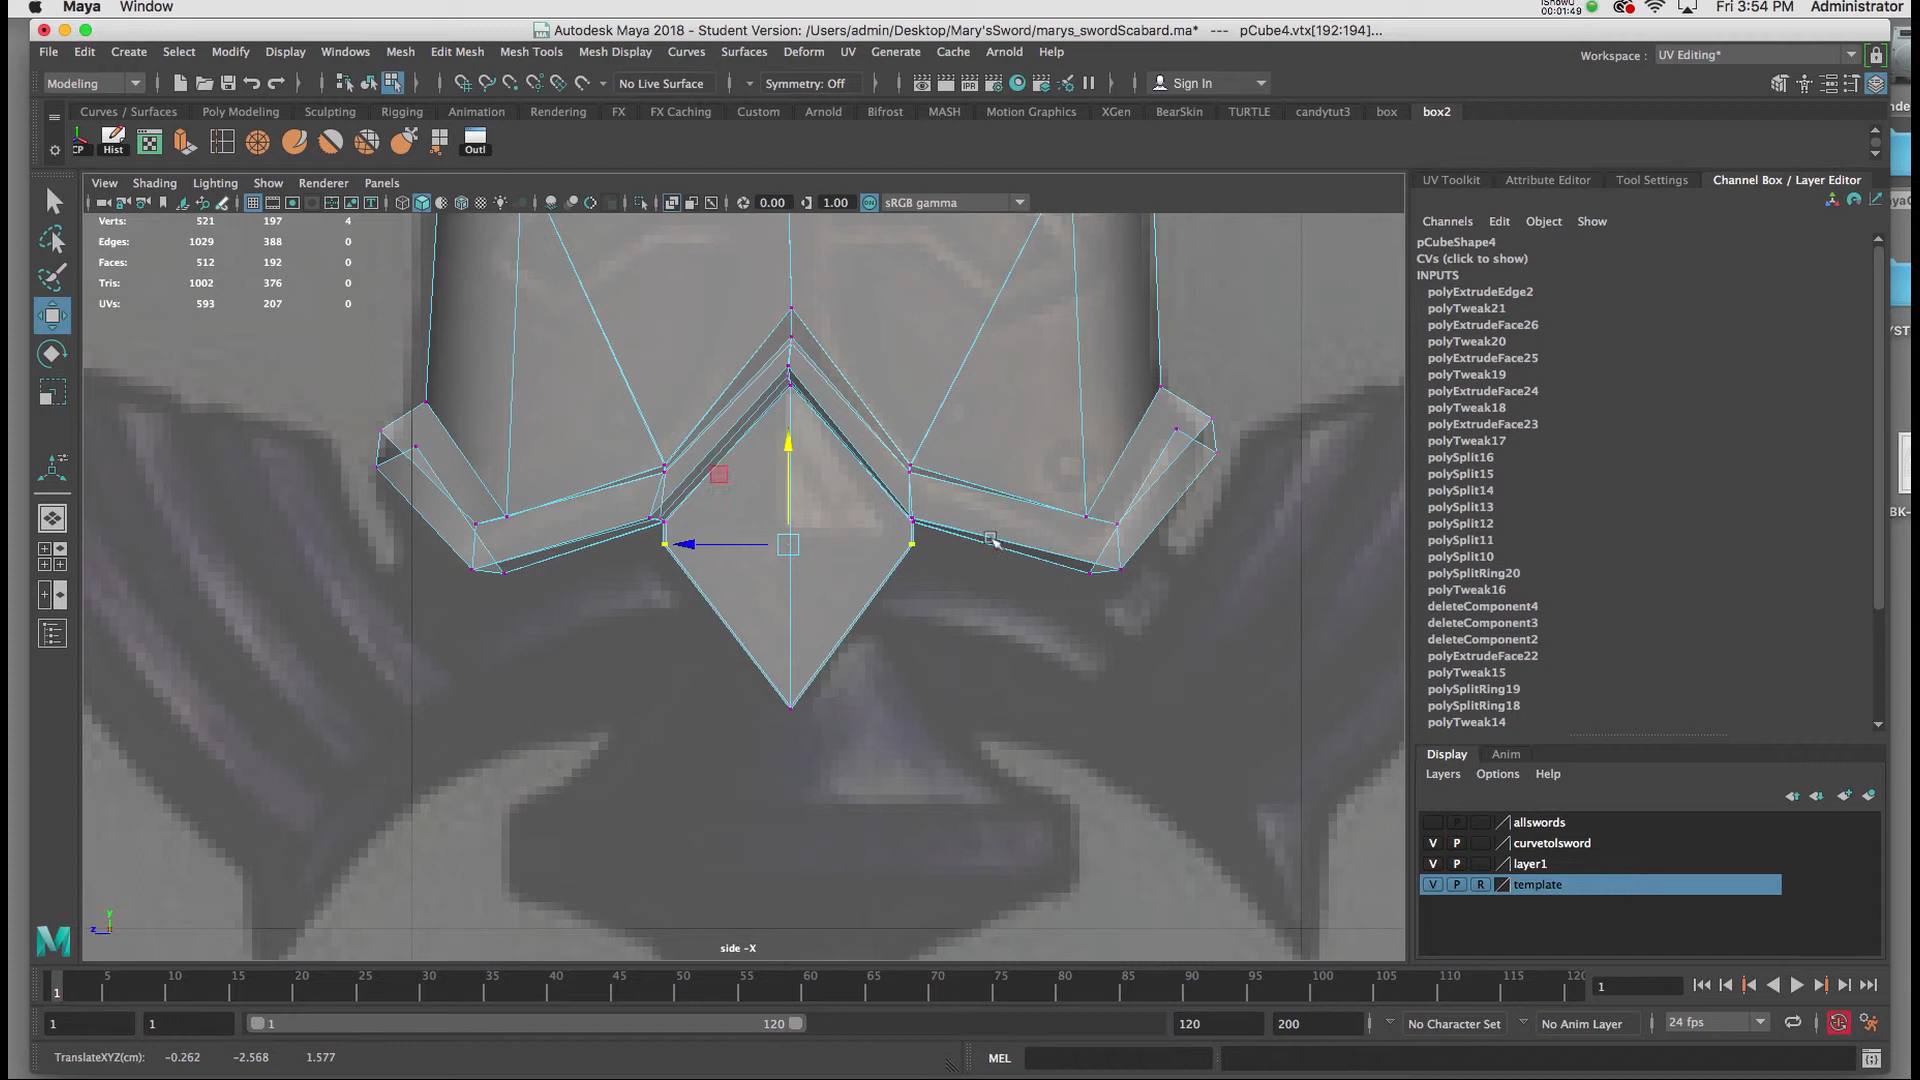 Maya Window
iShowU
00:01:49
Fri 3:54 PM Administrator
Autodesk Maya 2018 - Student Version: /Users/admin/Desktop/Mary'sSword/marys_swordScabard.ma* --- pCube4.vtx[192:194]...
File Edit Create Select Modify Display Windows Mesh Edit Mesh Mesh Tools Mesh Display Curves Surfaces Deform UV Generate Cache Arnold Help
Workspace : UV Editing*
Modeling No Live Surface Symmetry: Off Sign In
Curves / Surfaces Poly Modeling Sculpting Rigging Animation Rendering FX FX Caching Custom Arnold Bifrost MASH Motion Graphics XGen BearSkin TURTLE candytut3 box box2
CP Hist Outl
View Shading Lighting Show Renderer Panels
0.00 1.00 sRGB gamma
Verts: 521 197 4
Edges: 1029 388 0
Faces: 512 192 0
Tris: 1002 376 0
UVs: 593 207 0
side -X
UV Toolkit Attribute Editor Tool Settings Channel Box / Layer Editor
Channels Edit Object Show
pCubeShape4
CVs (click to show)
INPUTS
polyExtrudeEdge2
polyTweak21
polyExtrudeFace26
polyTweak20
polyExtrudeFace25
polyTweak19
polyExtrudeFace24
polyTweak18
polyExtrudeFace23
polyTweak17
polySplit16
polySplit15
polySplit14
polySplit13
polySplit12
polySplit11
polySplit10
polySplitRing20
polyTweak16
deleteComponent4
deleteComponent3
deleteComponent2
polyExtrudeFace22
polyTweak15
polySplitRing19
polySplitRing18
polyTweak14
Display Anim
Layers Options Help
P allswords
V P curvetolsword
V P layer1
V P R template
5 10 15 20 25 30 35 40 45 50 55 60 65 70 75 80 85 90 95 100 105 110 115 120
1 1
1 1 1 120 120 200 No Character Set No Anim Layer 24 fps
TranslateXYZ(cm) -0.262 -2.568 1.577 MEL